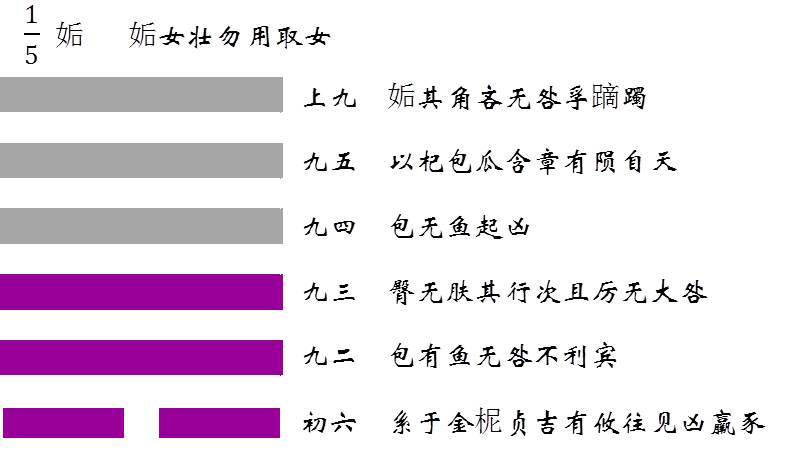 1/5 姤 姤女壮勿用取女
上九 姤其角吝无咎孚蹢躅
九五 以杞包瓜含章有陨自天
九四 包无鱼起凶
九三 臀无肤其行次且厉无大咎
九二 包有鱼无咎不利宾
初六 系于金柅贞吉有攸往见凶羸豕